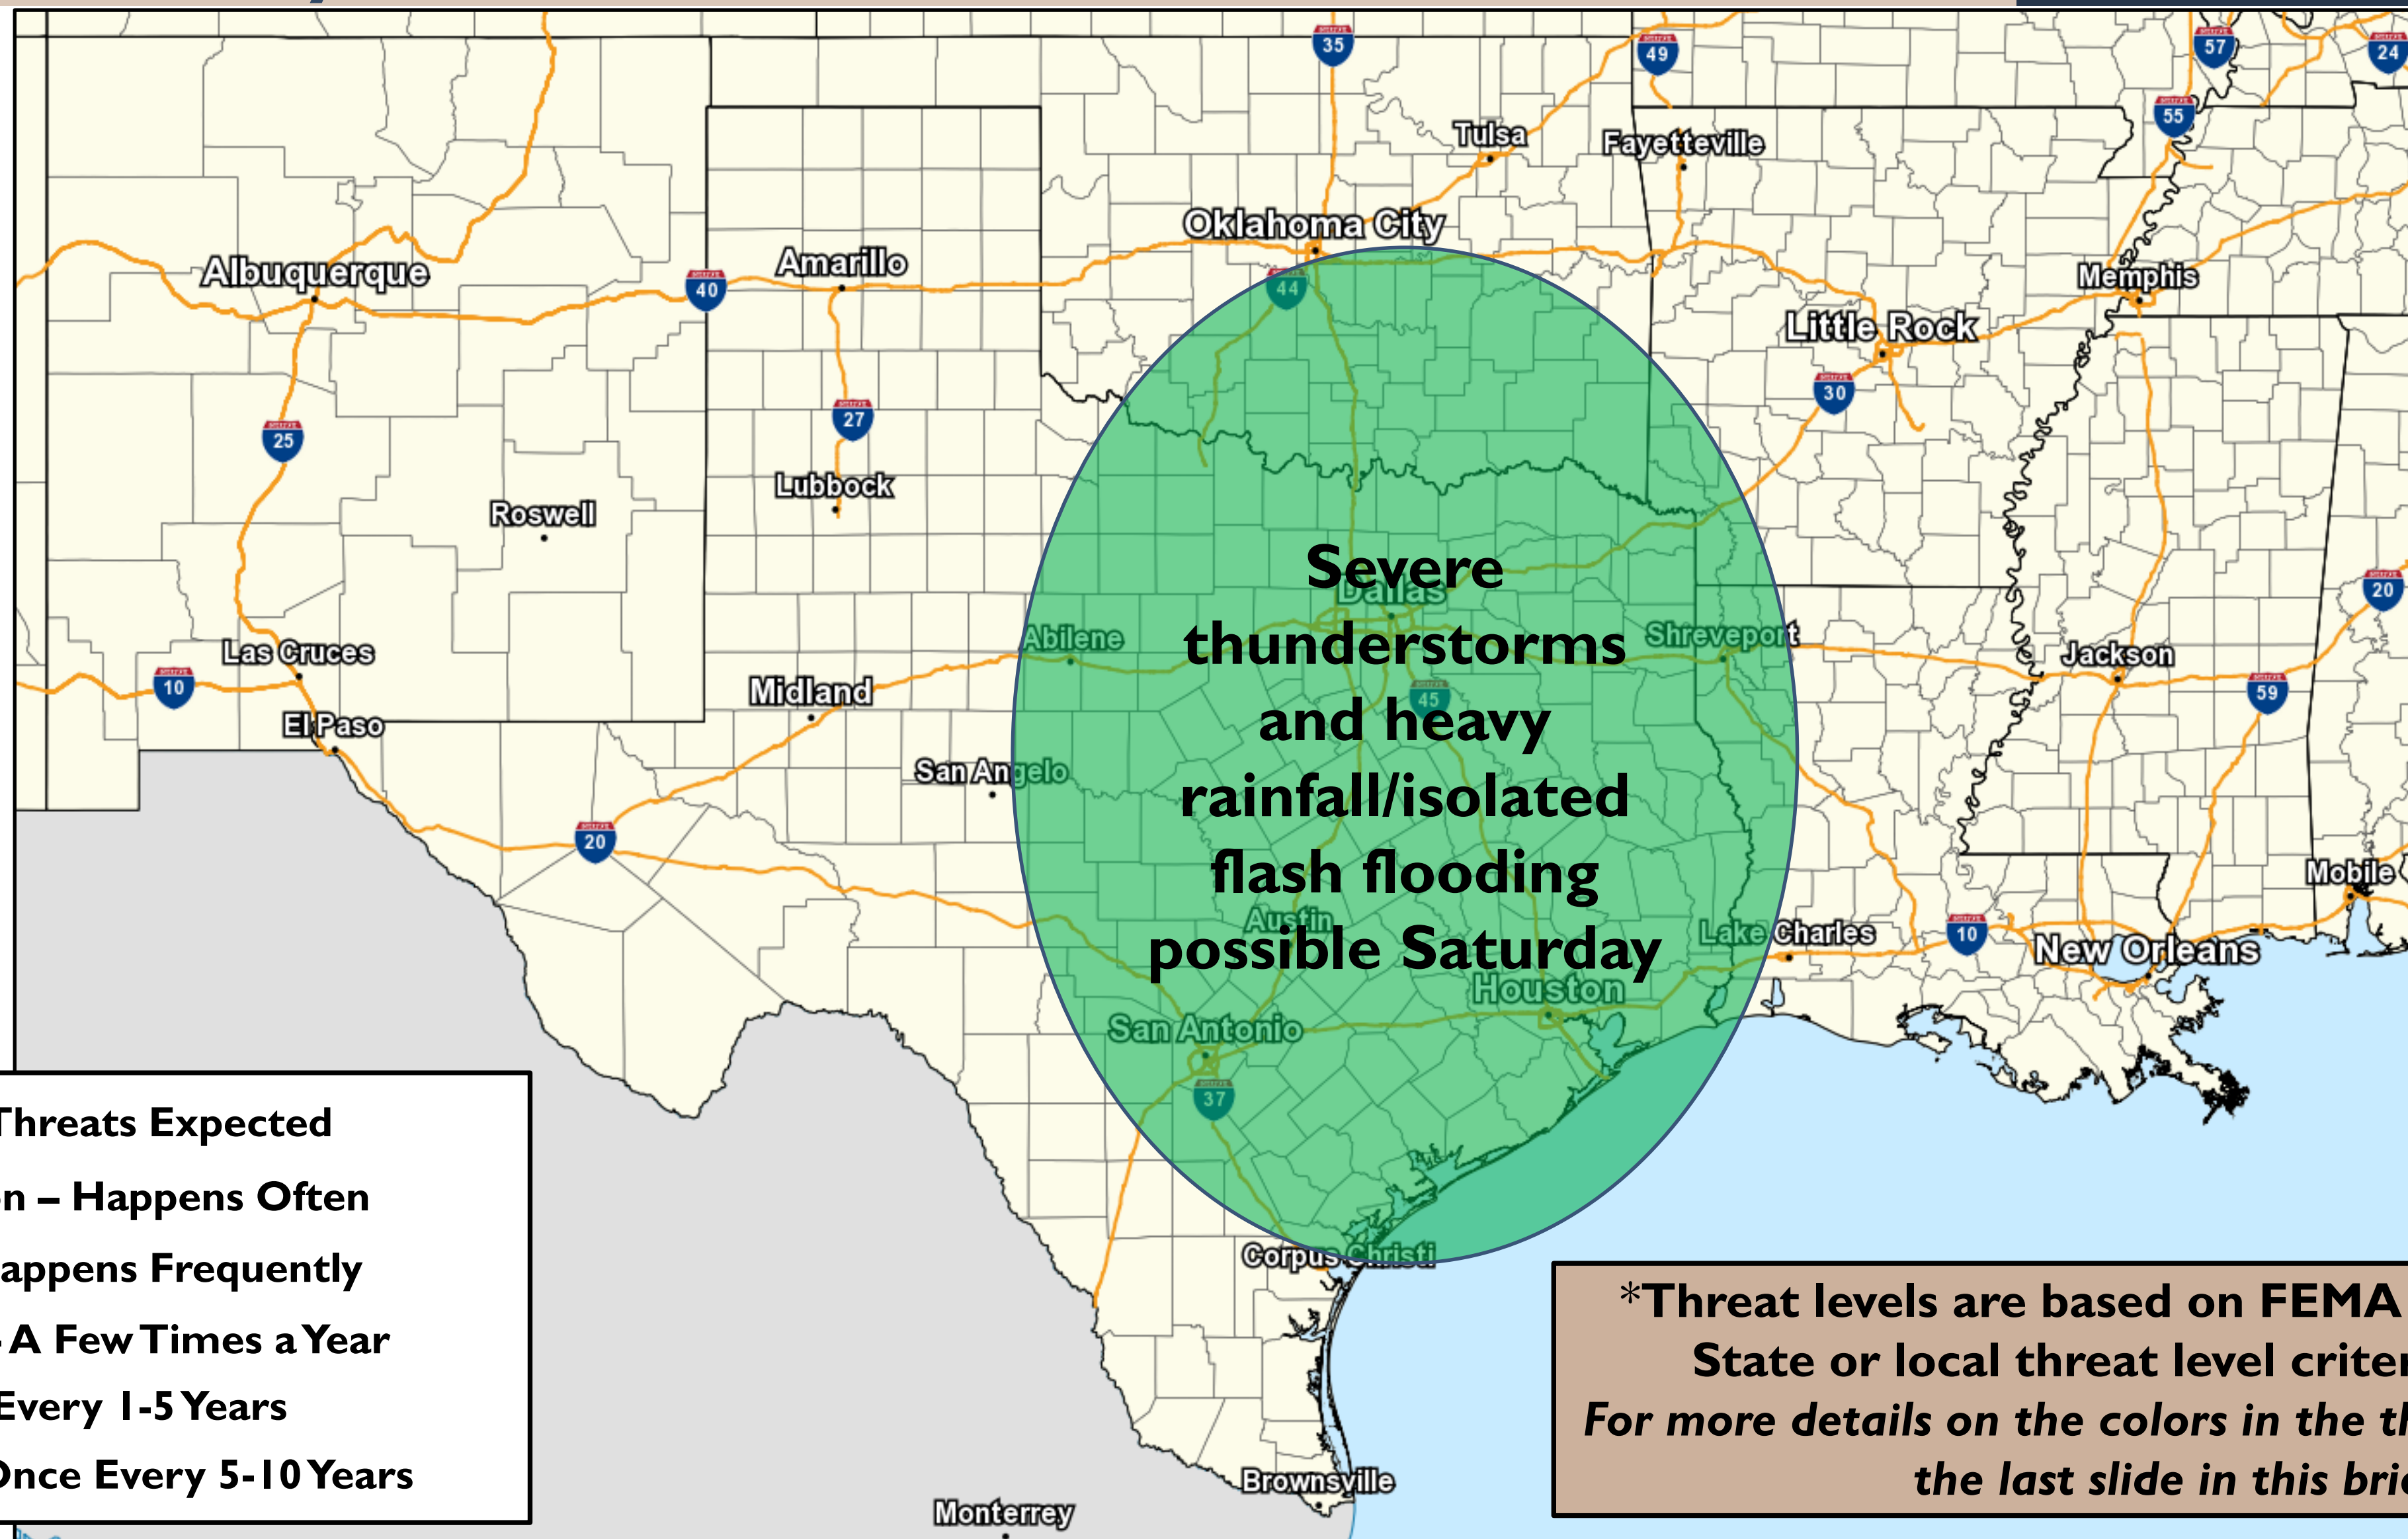 35
49
57
24
55
Tulsa
Fayetteville
Oklahoma City
Albuquerque
Amarillo
40
44
Memphis
Little Rock
30
25
27
Lubbock
Roswell
Severe
Dallas
thunderstorms
Abilene
Shreveport
20
Las Cruces
10
Midland
Jackson
59
45
and heavy
El Paso
San Angelo
rainfall/isolated
20
flash flooding
Mobile
Austin
possible Saturday
Lake Charles
10
New Orleans
Houston
San Antonio
37
Corpus Christi
Brownsville
Monterrey
Threats Expected
n – Happens Often
appens Frequently
- A Few Times a Year
Every 1-5 Years
Once Every 5-10 Years
*Threat levels are based on FEMA
State or local threat level criter
For more details on the colors in the th
the last slide in this brie